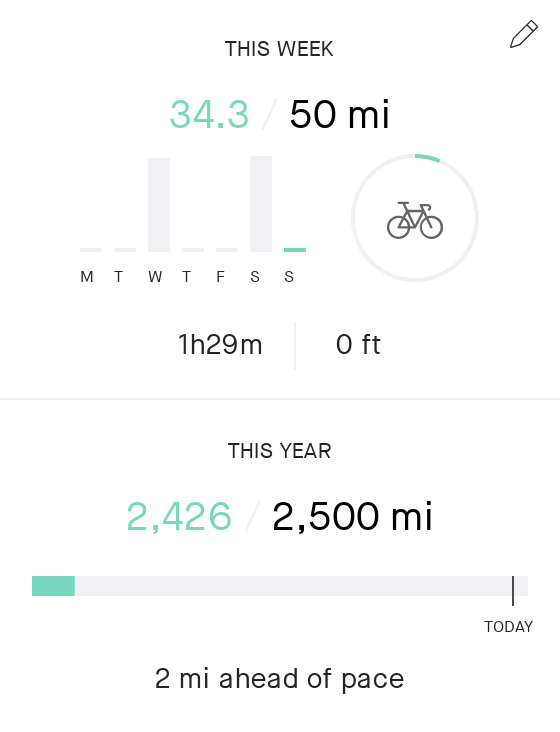 THIS WEEK
34.3 / 50 mi
M T W T F S S
1h29m 0 ft
THIS YEAR
2,426 / 2,500 mi
TODAY
2 mi ahead of pace